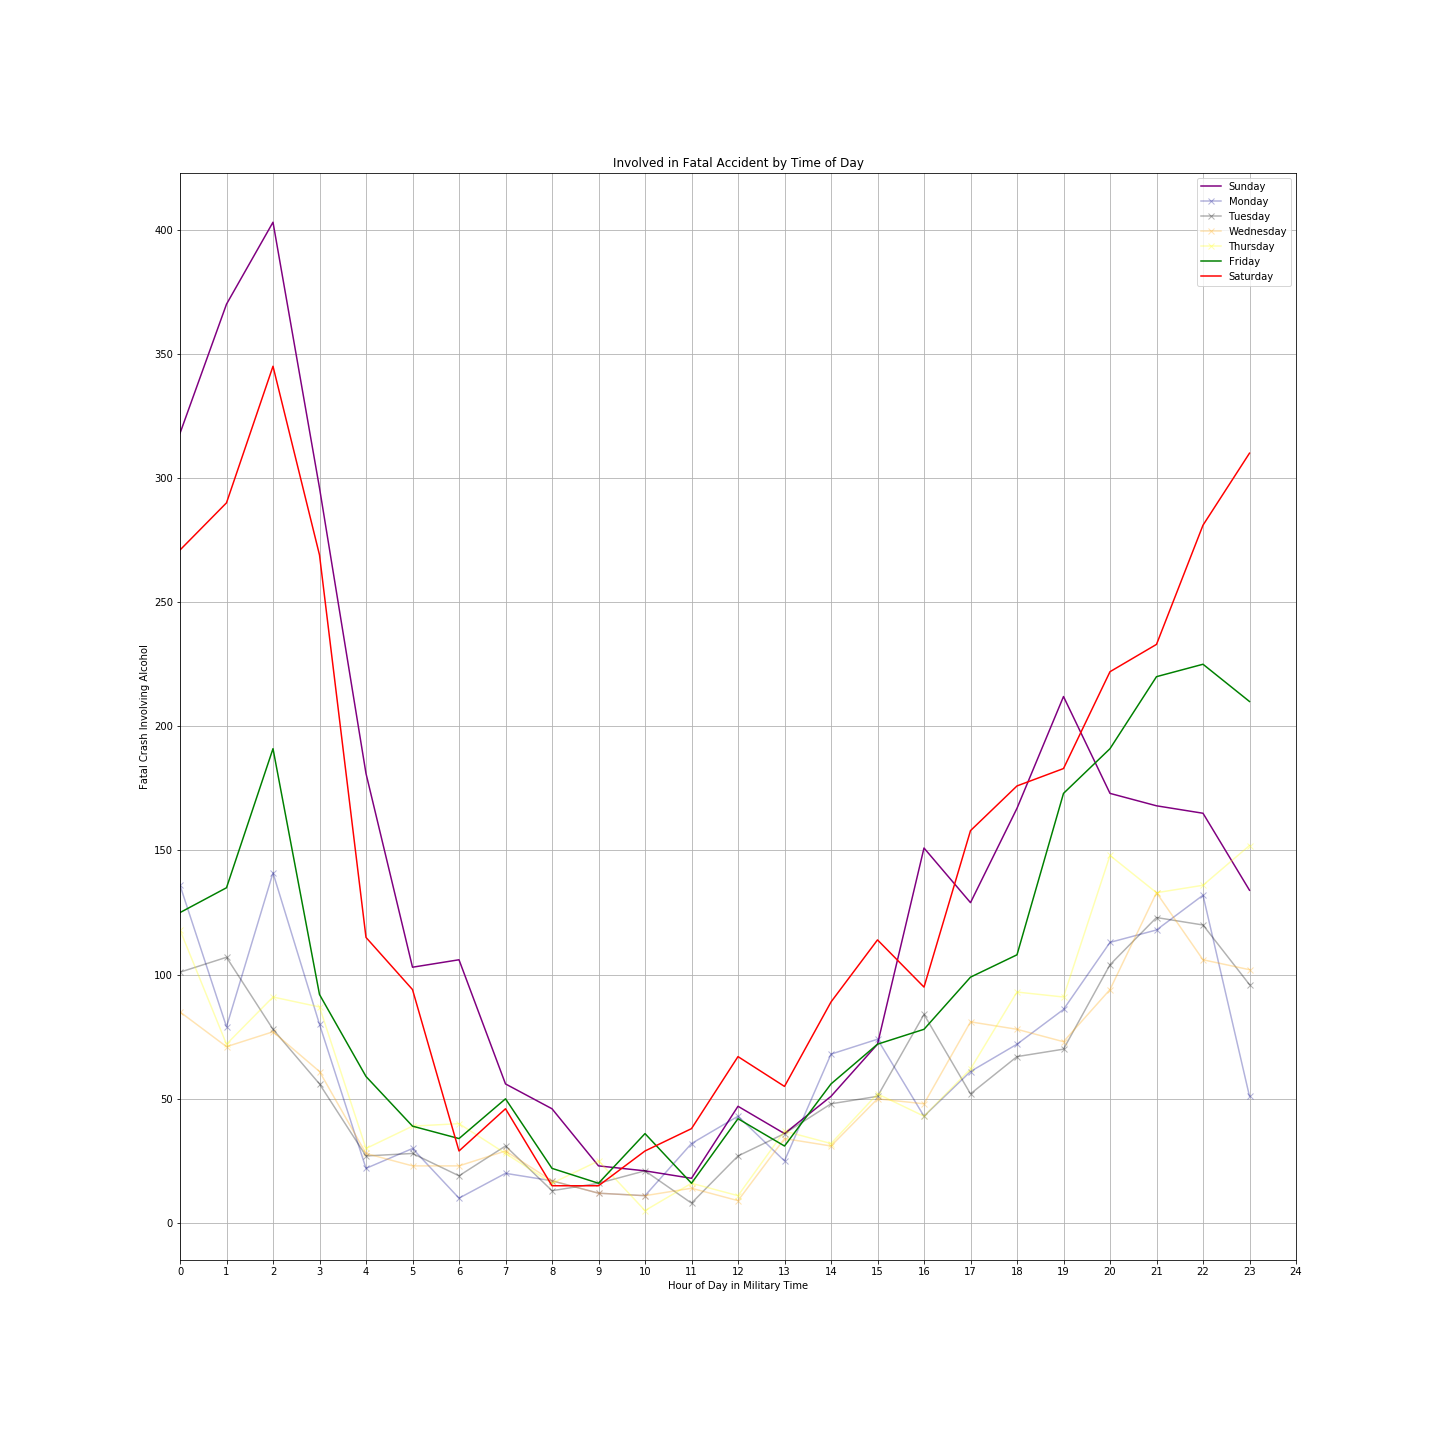 Involved in Fatal Accident by Time of Day
Sunday
Monday
Tuesday
Wednesday
Thursday
Friday
Saturday
400
350
300
250
200
150
100
50
0
Fatal Crash Involving Alcohol
0 1 2 3 4 5 6 7 8 9 10 11 12 13 14 15 16 17 18 19 20 21 22 23 24
Hour of Day in Military Time